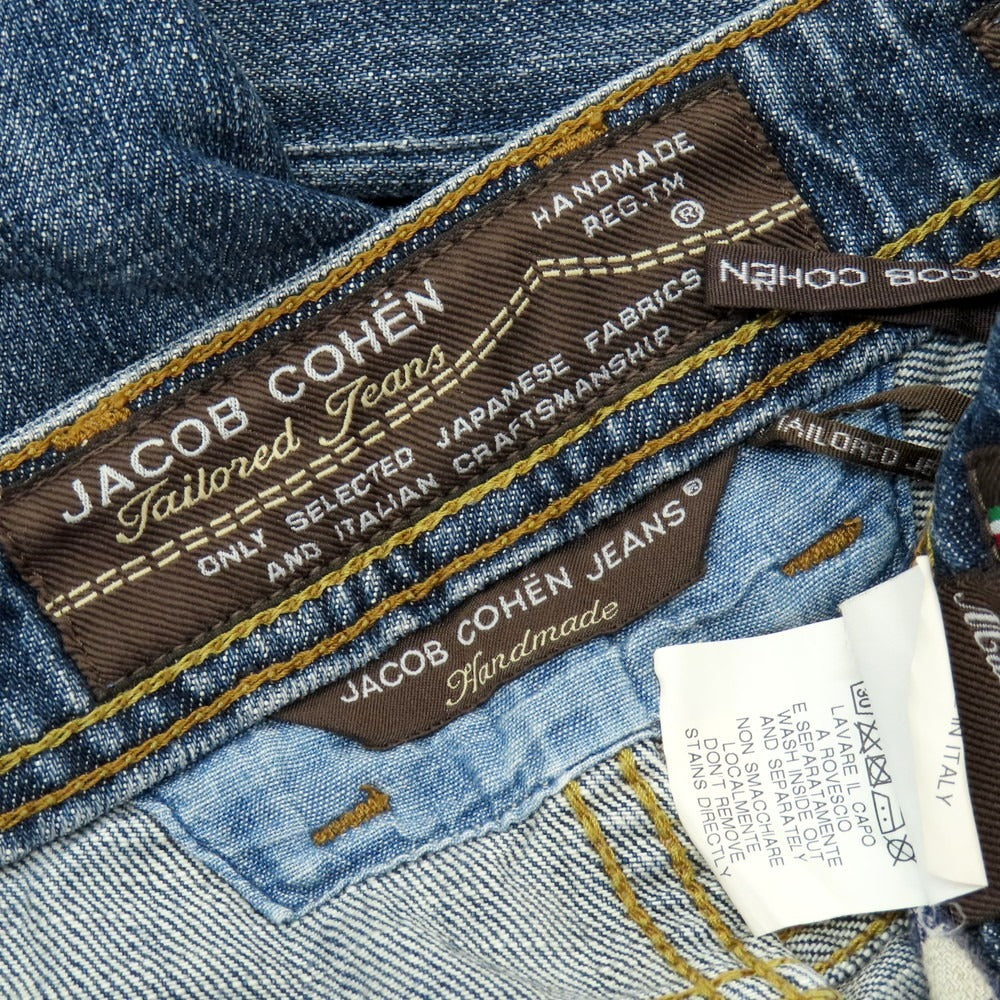 HANDMADE
REG.TM
®
JACOB COHËN
Tailored Jeans
ONLY SELECTED JAPANESE FABRICS
AND ITALIAN CRAFTSMANSHIP
JACOB COHËN
TAILORED
JACOB COHËN JEANS®
Handmade
IN ITALY
30
LAVARE IL CAPO
A ROVESCIO
E SEPARATAMENTE
WASH INSIDE OUT
AND SEPARATELY
NON SMACCHIARE
LOCALMENTE
DON'T REMOVE
STAINS DIRECTLY